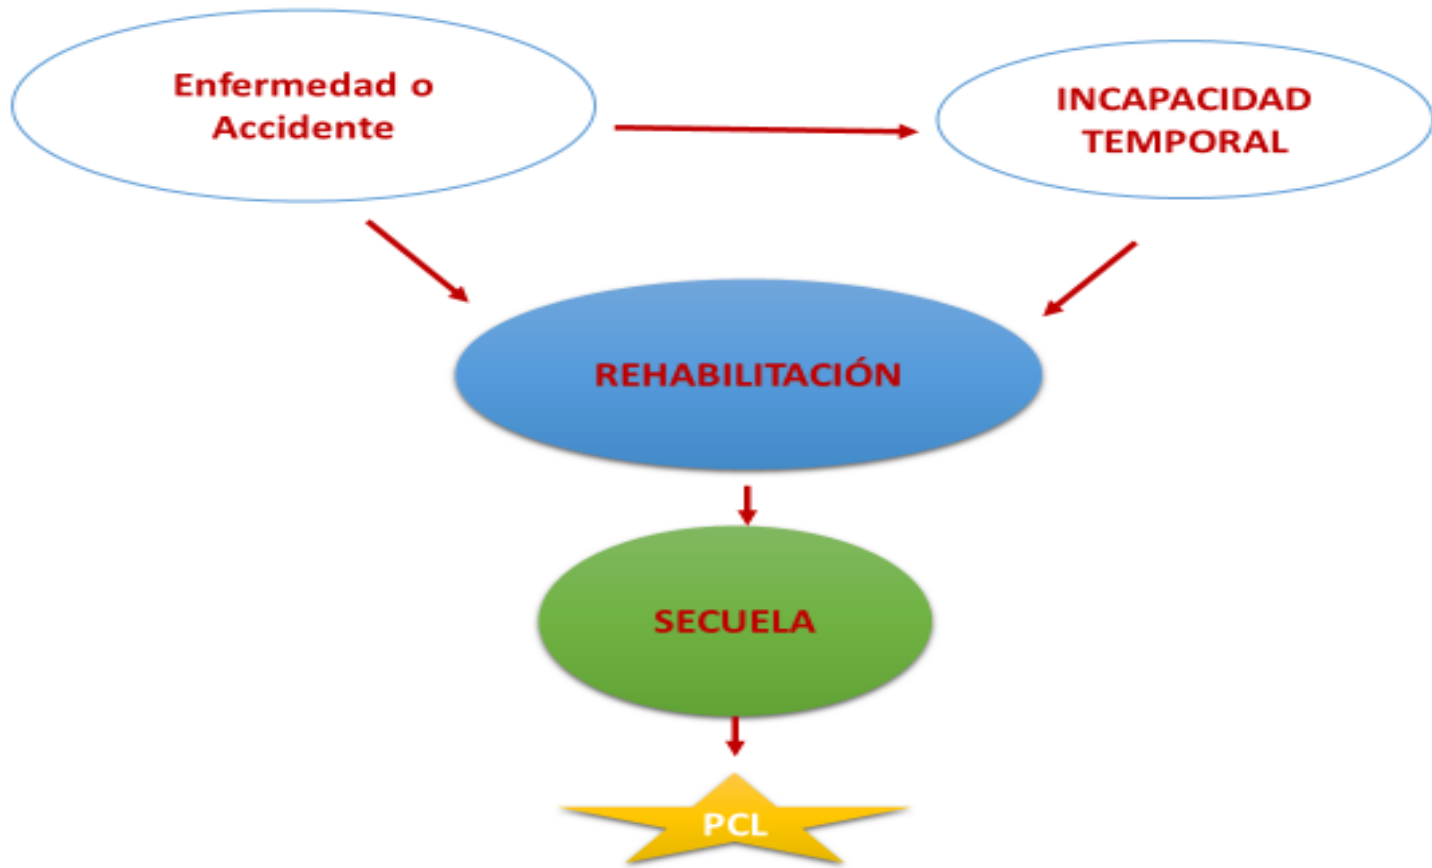 Enfermedad o
Accidente
INCAPACIDAD
TEMPORAL
REHABILITACIÓN
SECUELA
PCL